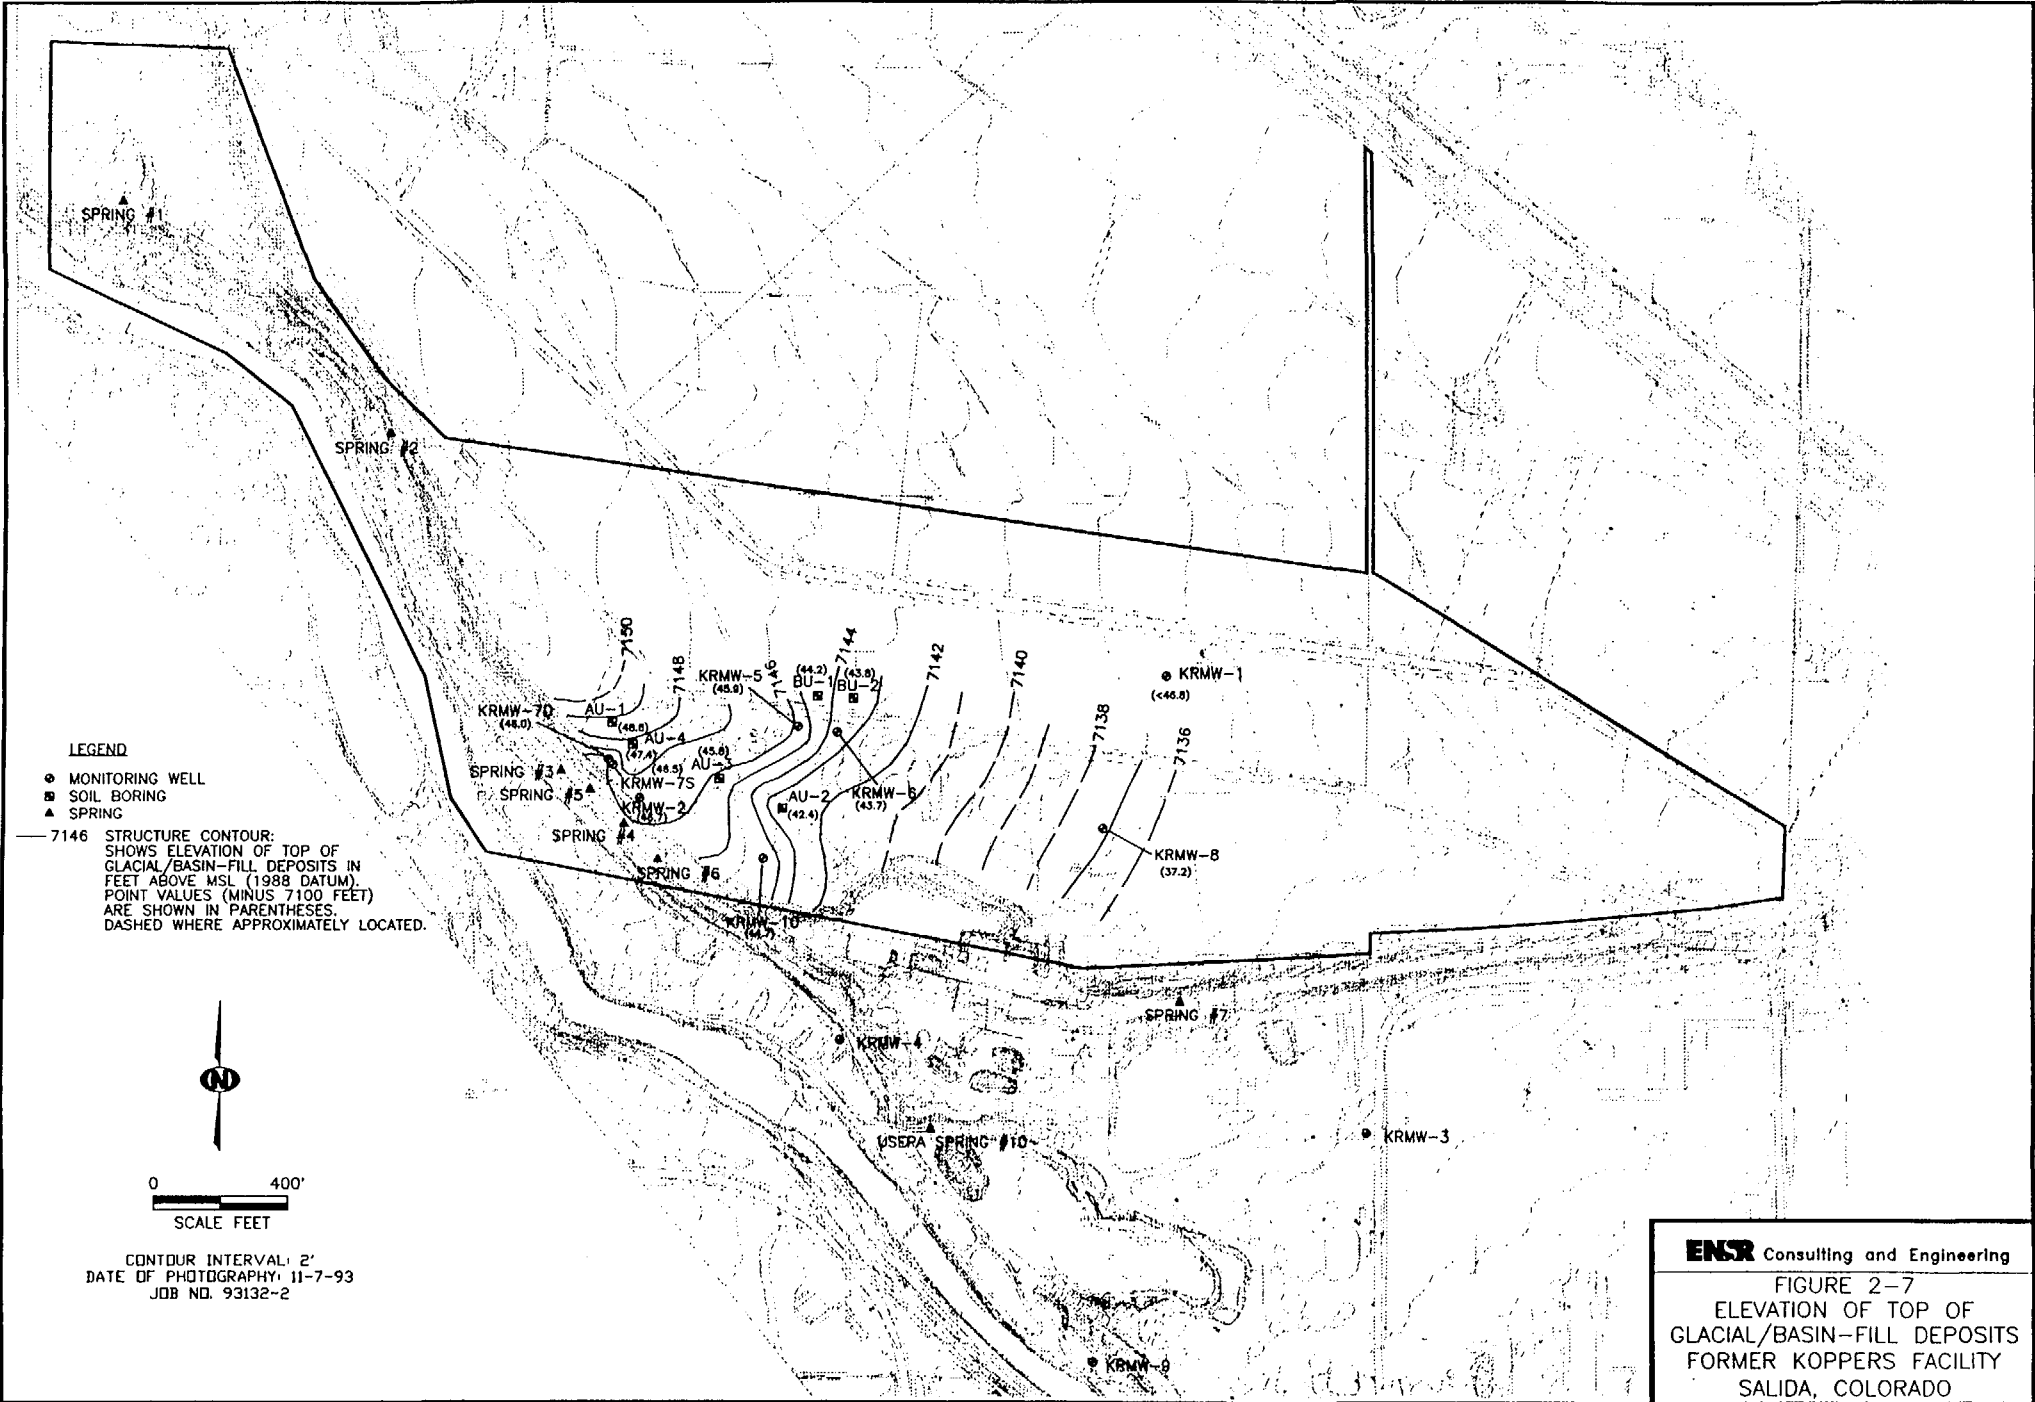 SPRING #1
SPRING #2
7150
7148
7146
7144
7142
7140
7138
7136
KRMW-5
(45.9)
(44.2)
BU-1
(43.8)
BU-2
KRMW-1
(<46.8)
KRMW-7D
(48.0)
AU-1
(48.8)
AU-4
(47.4)
(45.8)
AU-3
(46.5)
KRMW-7S
SPRING #3
SPRING #5
KRMW-2
SPRING #4
AU-2
(42.4)
KRMW-6
(43.7)
KRMW-8
(37.2)
SPRING #6
KRMW-10
LEGEND
MONITORING WELL
SOIL BORING
SPRING
7146 STRUCTURE CONTOUR:
SHOWS ELEVATION OF TOP OF
GLACIAL/BASIN-FILL DEPOSITS IN
FEET ABOVE MSL (1988 DATUM).
POINT VALUES (MINUS 7100 FEET)
ARE SHOWN IN PARENTHESES.
DASHED WHERE APPROXIMATELY LOCATED.
SPRING #7
KRMW-4
USERA SPRING #10
KRMW-3
KRMW-9
N
0 400'
SCALE FEET
CONTOUR INTERVAL: 2'
DATE OF PHOTOGRAPHY: 11-7-93
JOB NO. 93132-2
ENSR Consulting and Engineering
FIGURE 2-7
ELEVATION OF TOP OF
GLACIAL/BASIN-FILL DEPOSITS
FORMER KOPPERS FACILITY
SALIDA, COLORADO